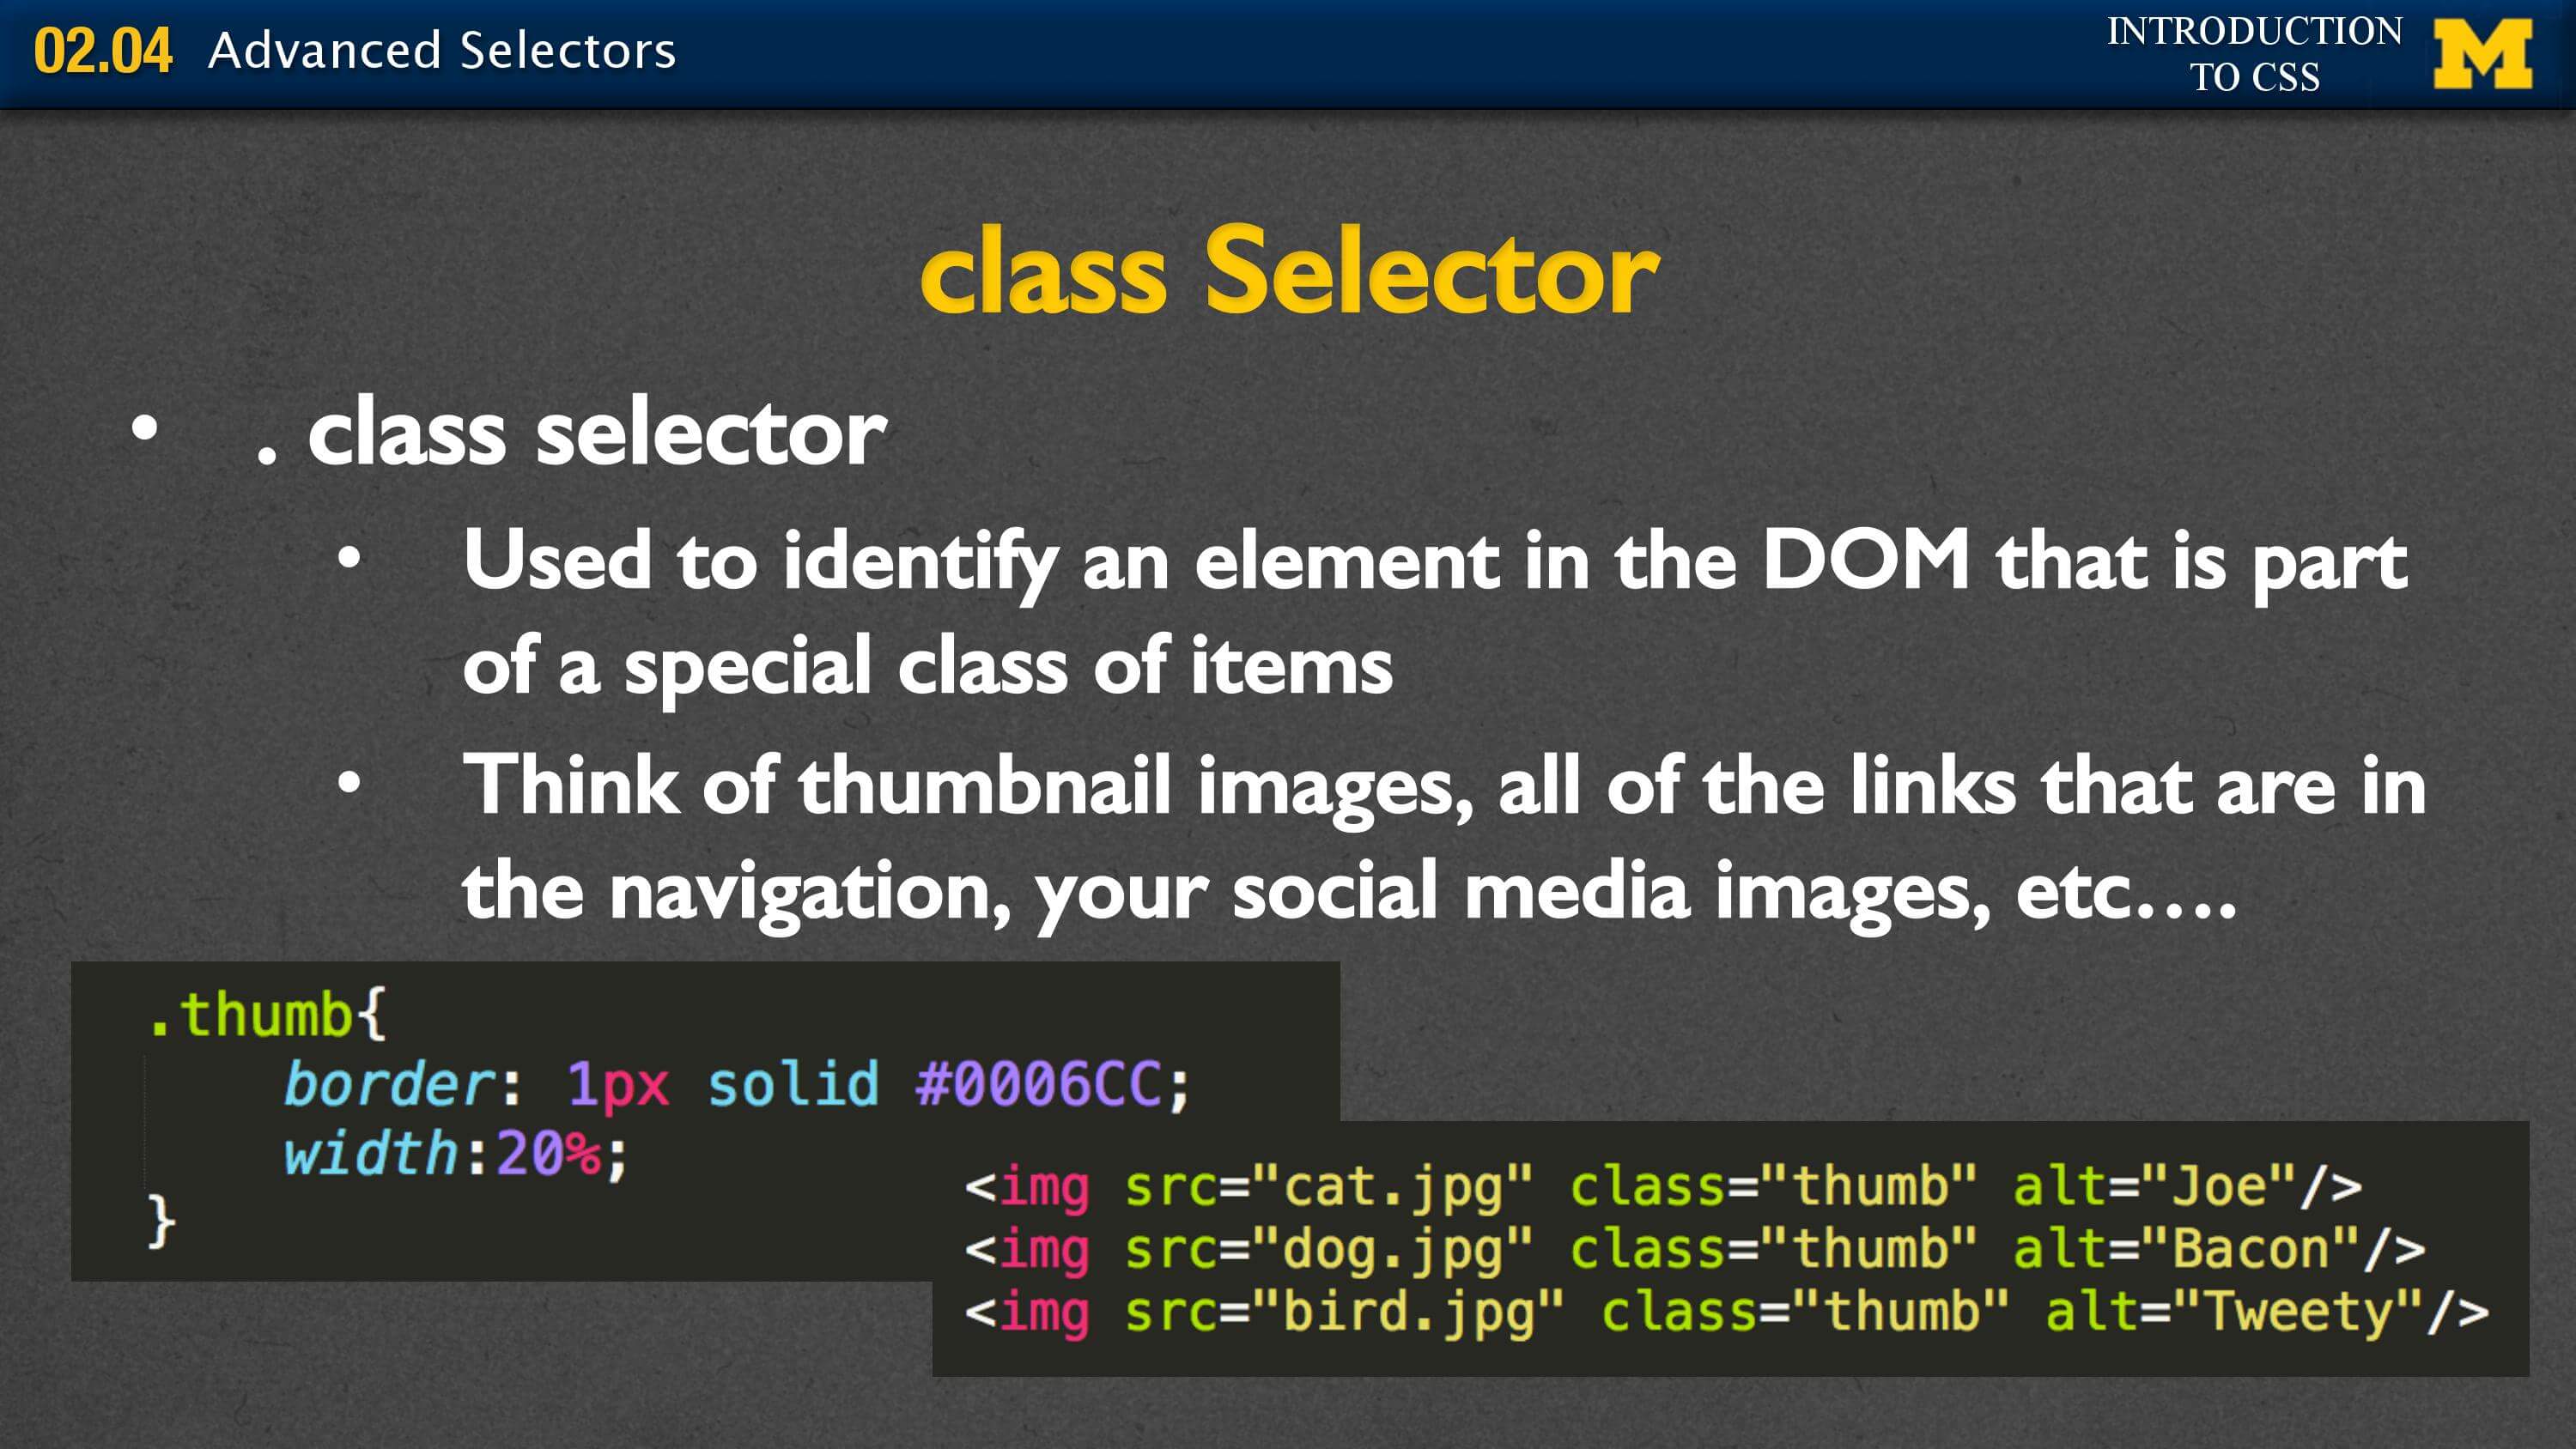 02.04 Advanced Selectors
INTRODUCTION
TO CSS
M
class Selector
• . class selector
• Used to identify an element in the DOM that is part
of a special class of items
• Think of thumbnail images, all of the links that are in
the navigation, your social media images, etc….
.thumb{
border: 1px solid #0006CC;
width:20%;
}
<img src="cat.jpg" class="thumb" alt="Joe"/>
<img src="dog.jpg" class="thumb" alt="Bacon"/>
<img src="bird.jpg" class="thumb" alt="Tweety"/>